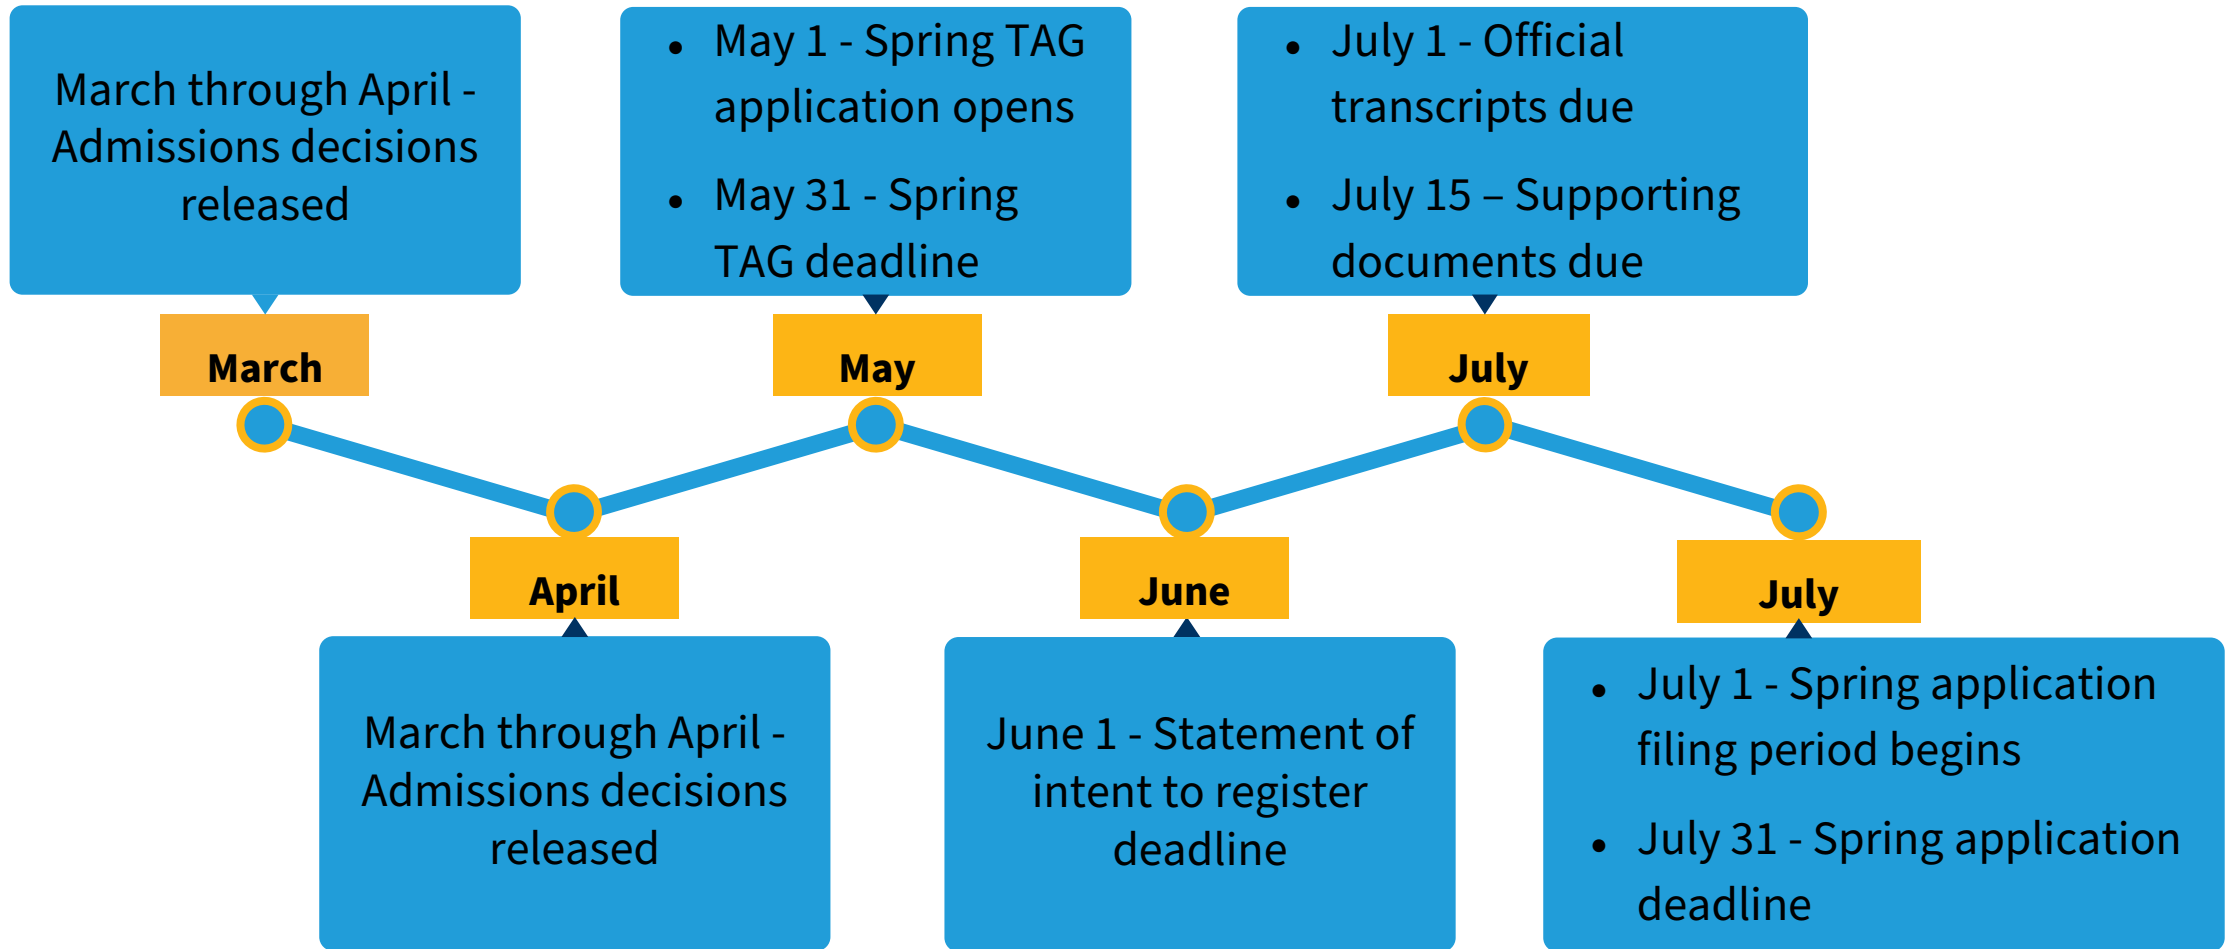 March through April -
Admissions decisions
released
• May 1 - Spring TAG
application opens
• May 31 - Spring
TAG deadline
• July 1 - Official
transcripts due
• July 15 – Supporting
documents due
March
May
July
April
June
July
March through April -
Admissions decisions
released
June 1 - Statement of
intent to register
deadline
• July 1 - Spring application
filing period begins
• July 31 - Spring application
deadline